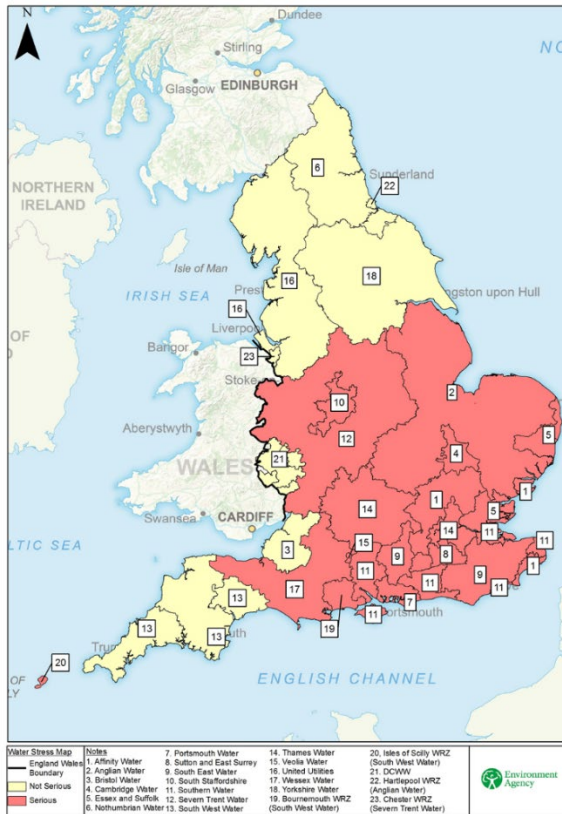 N
Dundee
Stirling
EDINBURGH
Glasgow
NORTHERN
IRELAND
6
Sunderland
22
Isle of Man
18
16
IRISH SEA
16
ngston upon Hull
Liverpool
23
Bangor
Stoke
2
10
Aberystwyth
12
5
4
21
WALES
1
1
14
5
Swansea
CARDIFF
14
11
11
3
15
9
8
11
9
1
17
11
11
13
7
rtsmouth
13
13
uth
19
11
20
ENGLISH CHANNEL
Water Stress Map
England Wales
Boundary
Not Serious
Serious
Notes
1. Affinity Water
2. Anglian Water
3. Bristol Water
4. Cambridge Water
5. Essex and Suffolk
6. Nothumbrian Water
7. Portsmouth Water
8. Sutton and East Surrey
9. South East Water
10. South Staffordshire
11. Southern Water
12. Severn Trent Water
13. South West Water
14. Thames Water
15. Veolia Water
16. United Utilities
17. Wessex Water
18. Yorkshire Water
19. Bournemouth WRZ
(South West Water)
20. Isles of Scilly WRZ
(South West Water)
21. DCWW
22. Hartlepool WRZ
(Anglian Water)
23. Chester WRZ
(Severn Trent Water)
Environment
Agency